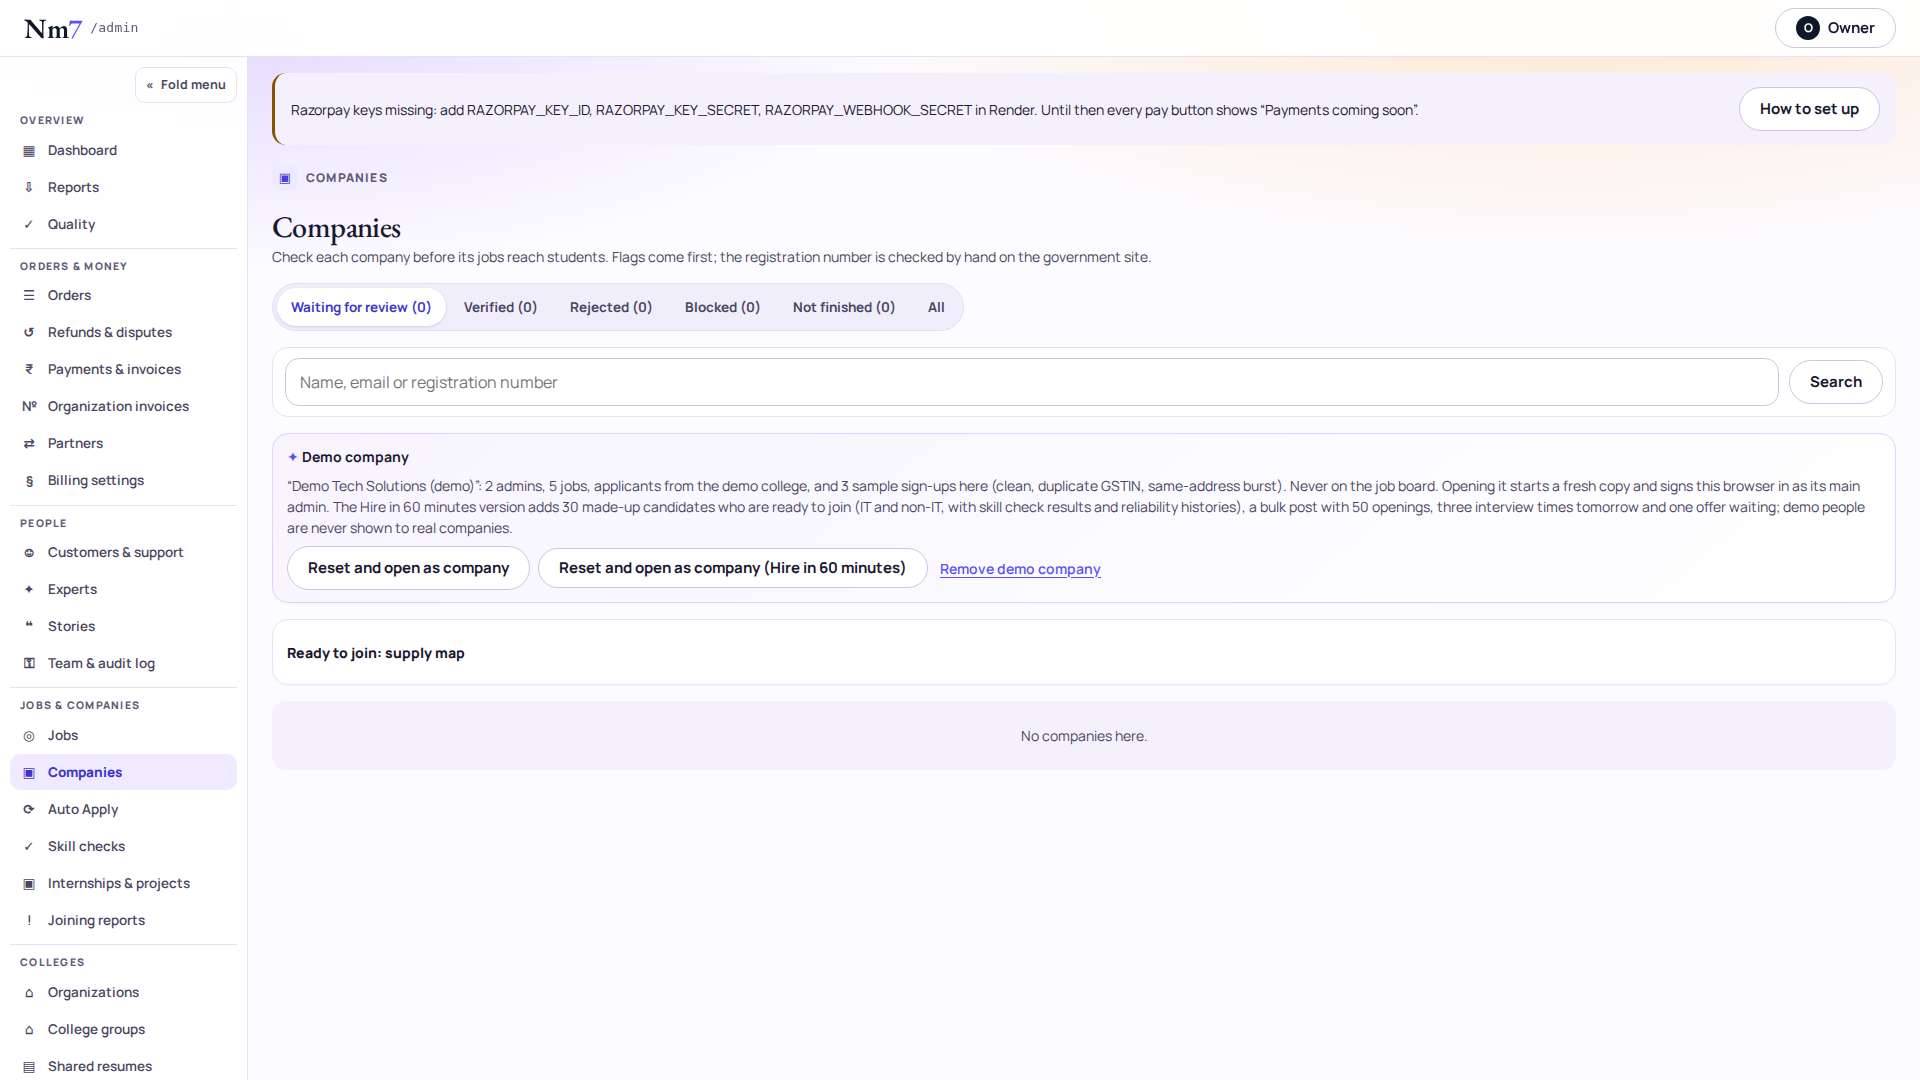 Nm7 /admin
O Owner
« Fold menu
OVERVIEW
Dashboard
Reports
Quality
ORDERS & MONEY
Orders
Refunds & disputes
₹ Payments & invoices
Nº Organization invoices
Partners
§ Billing settings
PEOPLE
Customers & support
Experts
Stories
Team & audit log
JOBS & COMPANIES
Jobs
Companies
Auto Apply
Skill checks
Internships & projects
! Joining reports
COLLEGES
Organizations
College groups
Shared resumes
Razorpay keys missing: add RAZORPAY_KEY_ID, RAZORPAY_KEY_SECRET, RAZORPAY_WEBHOOK_SECRET in Render. Until then every pay button shows “Payments coming soon”.
How to set up
COMPANIES
Companies
Check each company before its jobs reach students. Flags come first; the registration number is checked by hand on the government site.
Waiting for review (0) Verified (0) Rejected (0) Blocked (0) Not finished (0) All
Name, email or registration number
Search
✦ Demo company
“Demo Tech Solutions (demo)”: 2 admins, 5 jobs, applicants from the demo college, and 3 sample sign-ups here (clean, duplicate GSTIN, same-address burst). Never on the job board. Opening it starts a fresh copy and signs this browser in as its main
admin. The Hire in 60 minutes version adds 30 made-up candidates who are ready to join (IT and non-IT, with skill check results and reliability histories), a bulk post with 50 openings, three interview times tomorrow and one offer waiting; demo people
are never shown to real companies.
Reset and open as company
Reset and open as company (Hire in 60 minutes)
Remove demo company
Ready to join: supply map
No companies here.